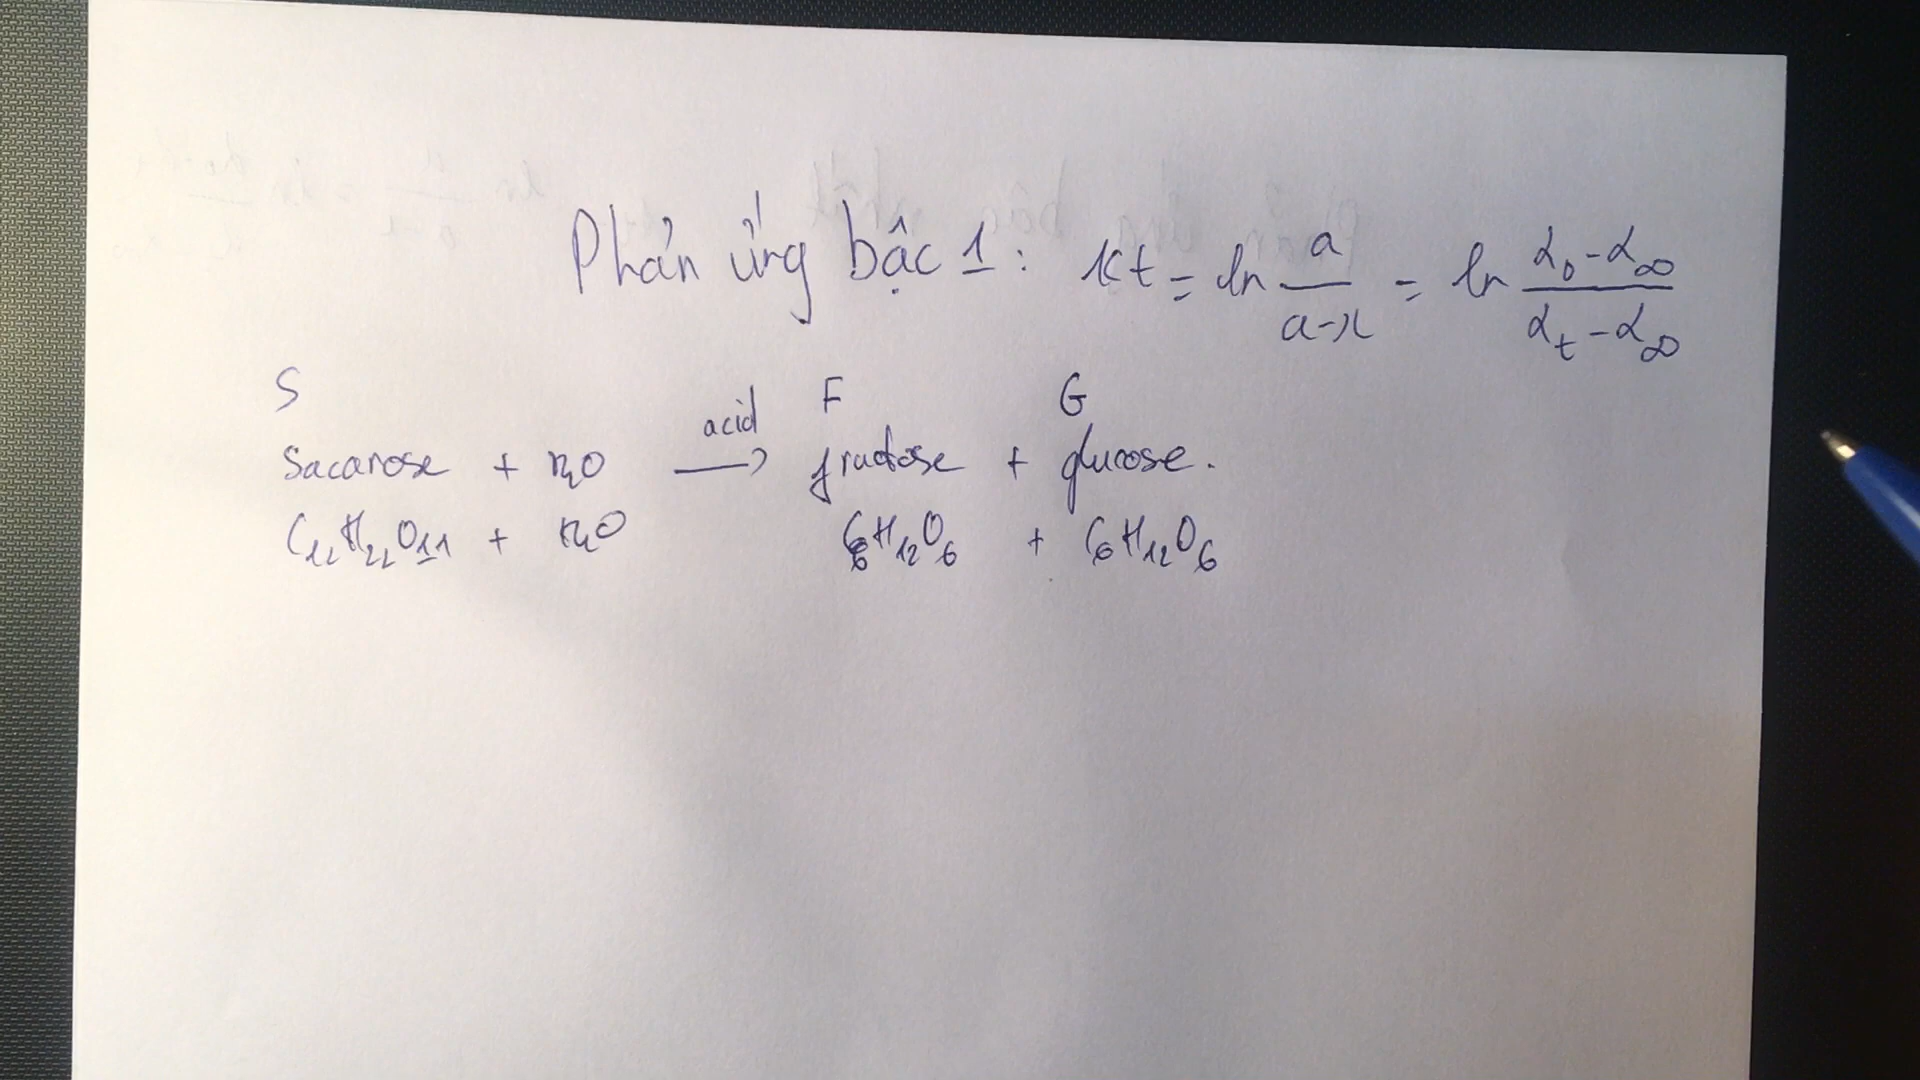 Phản ứng bậc 1 : kt = ln a/(a-x) = ln (α₀-α∞)/(αt-α∞)
S F G
Sacarose + H₂O acid → fructose + glucose.
C₁₂H₂₂O₁₁ + H₂O C₆H₁₂O₆ + C₆H₁₂O₆